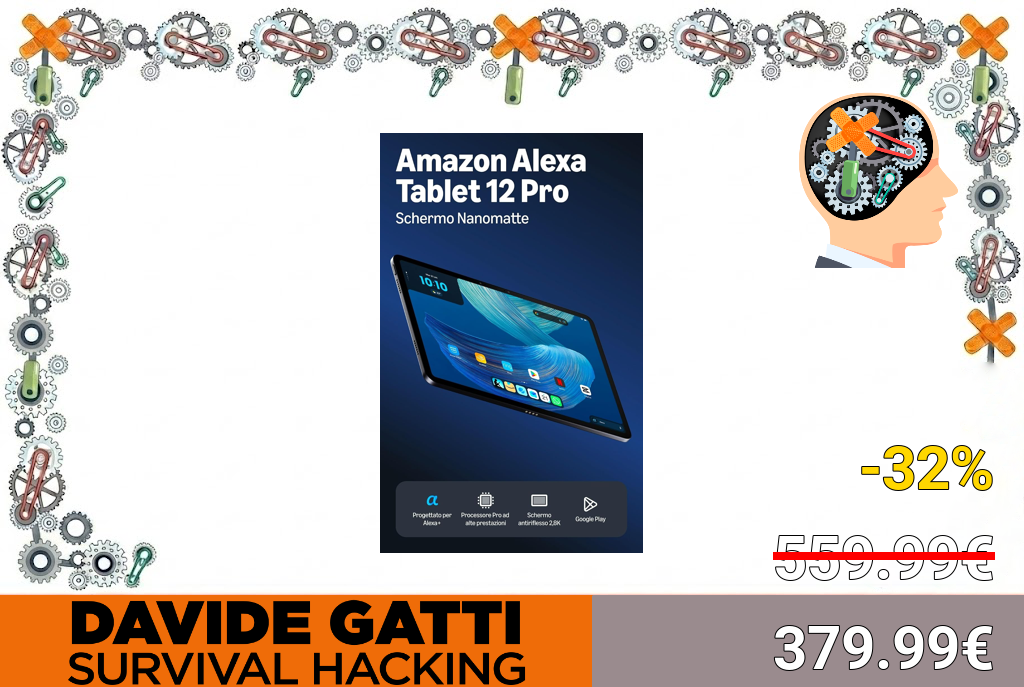 Amazon Alexa
Tablet 12 Pro
Schermo Nanomatte
10:10
α
Progettato per
Alexa+
Processore Pro ad
alte prestazioni
Schermo
antiriflesso 2,8K
Google Play
-32%
559.99€
379.99€
DAVIDE GATTI
SURVIVAL HACKING